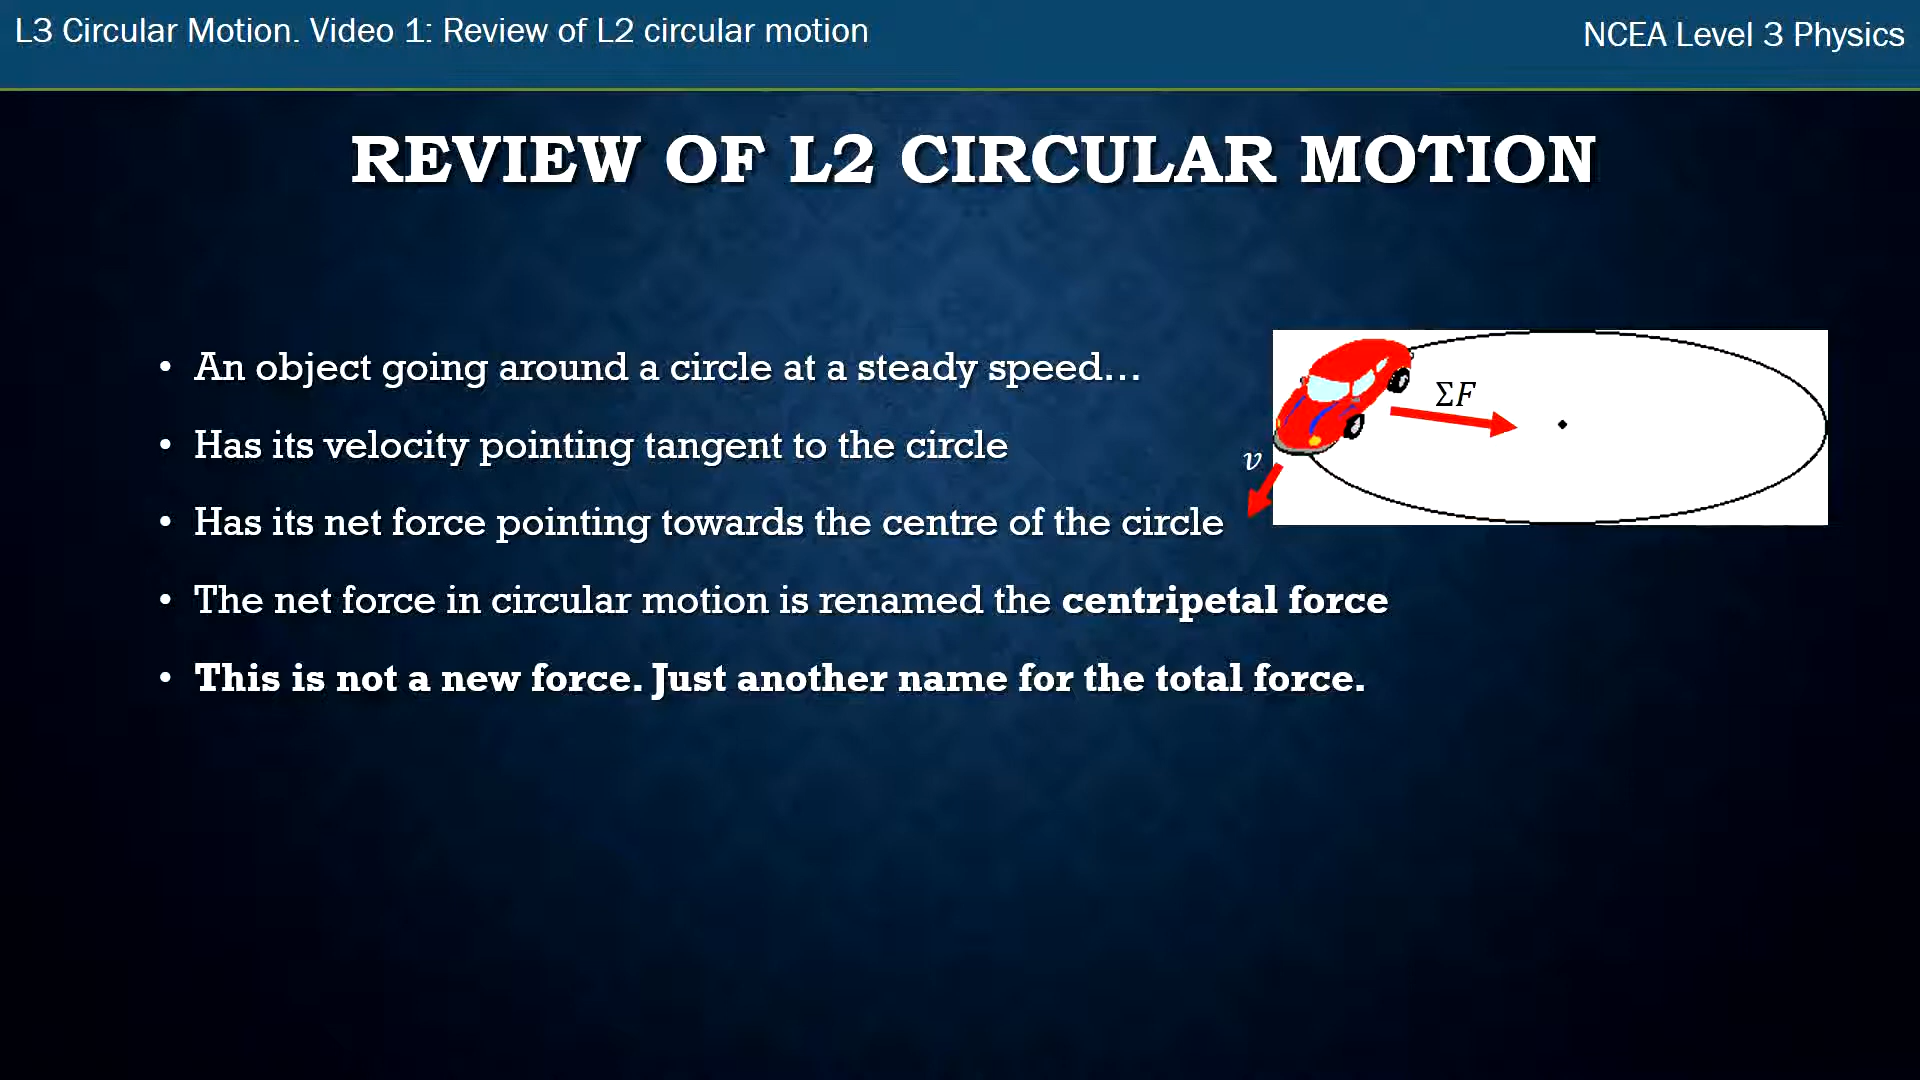 L3 Circular Motion. Video 1: Review of L2 circular motion
NCEA Level 3 Physics
REVIEW OF L2 CIRCULAR MOTION
• An object going around a circle at a steady speed…
• Has its velocity pointing tangent to the circle
• Has its net force pointing towards the centre of the circle
• The net force in circular motion is renamed the centripetal force
• This is not a new force. Just another name for the total force.
ΣF
v